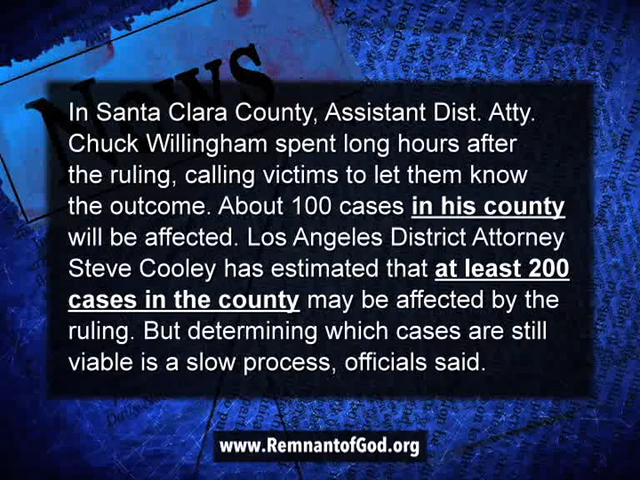 News
In Santa Clara County, Assistant Dist. Atty.
Chuck Willingham spent long hours after
the ruling, calling victims to let them know
the outcome. About 100 cases in his county
will be affected. Los Angeles District Attorney
Steve Cooley has estimated that at least 200
cases in the county may be affected by the
ruling. But determining which cases are still
viable is a slow process, officials said.
www.RemnantofGod.org